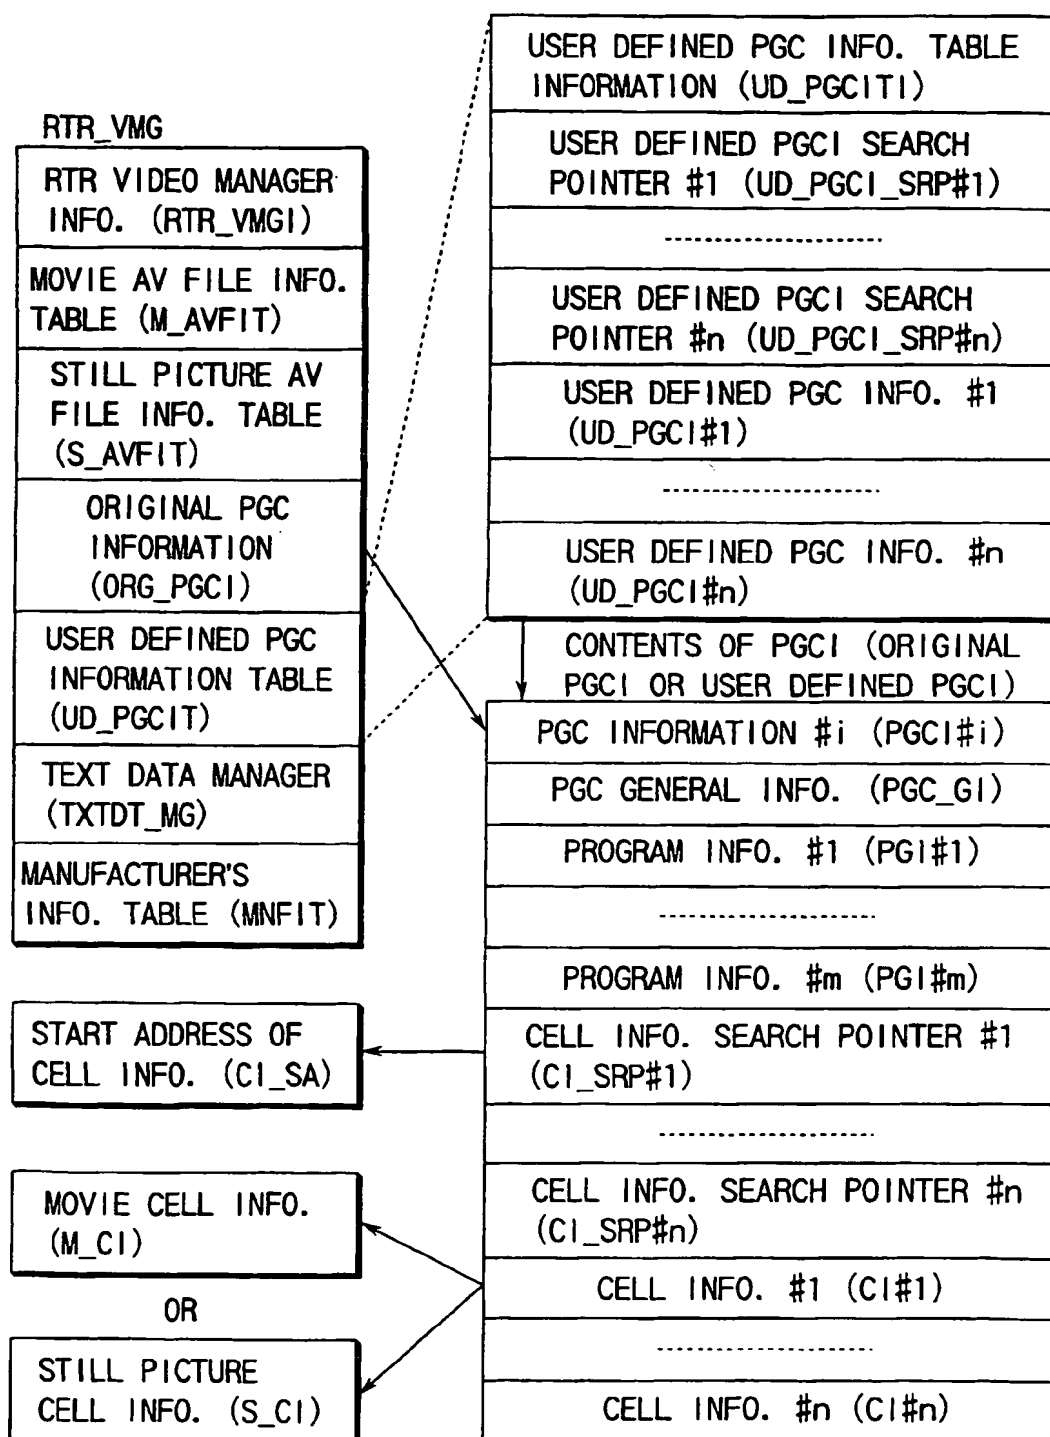 RTR_VMG
RTR VIDEO MANAGER
INFO. (RTR_VMGI)
MOVIE AV FILE INFO.
TABLE (M_AVFIT)
STILL PICTURE AV
FILE INFO. TABLE
(S_AVFIT)
ORIGINAL PGC
INFORMATION
(ORG_PGCI)
USER DEFINED PGC
INFORMATION TABLE
(UD_PGCIT)
TEXT DATA MANAGER
(TXTDT_MG)
MANUFACTURER'S
INFO. TABLE (MNFIT)
USER DEFINED PGC INFO. TABLE
INFORMATION (UD_PGCITI)
USER DEFINED PGCI SEARCH
POINTER #1 (UD_PGCI_SRP#1)
USER DEFINED PGCI SEARCH
POINTER #n (UD_PGCI_SRP#n)
USER DEFINED PGC INFO. #1
(UD_PGCI#1)
USER DEFINED PGC INFO. #n
(UD_PGCI#n)
CONTENTS OF PGCI (ORIGINAL
PGCI OR USER DEFINED PGCI)
PGC INFORMATION #i (PGCI#i)
PGC GENERAL INFO. (PGC_GI)
PROGRAM INFO. #1 (PGI#1)
PROGRAM INFO. #m (PGI#m)
CELL INFO. SEARCH POINTER #1
(CI_SRP#1)
CELL INFO. SEARCH POINTER #n
(CI_SRP#n)
CELL INFO. #1 (CI#1)
CELL INFO. #n (CI#n)
START ADDRESS OF
CELL INFO. (CI_SA)
MOVIE CELL INFO.
(M_CI)
OR
STILL PICTURE
CELL INFO. (S_CI)